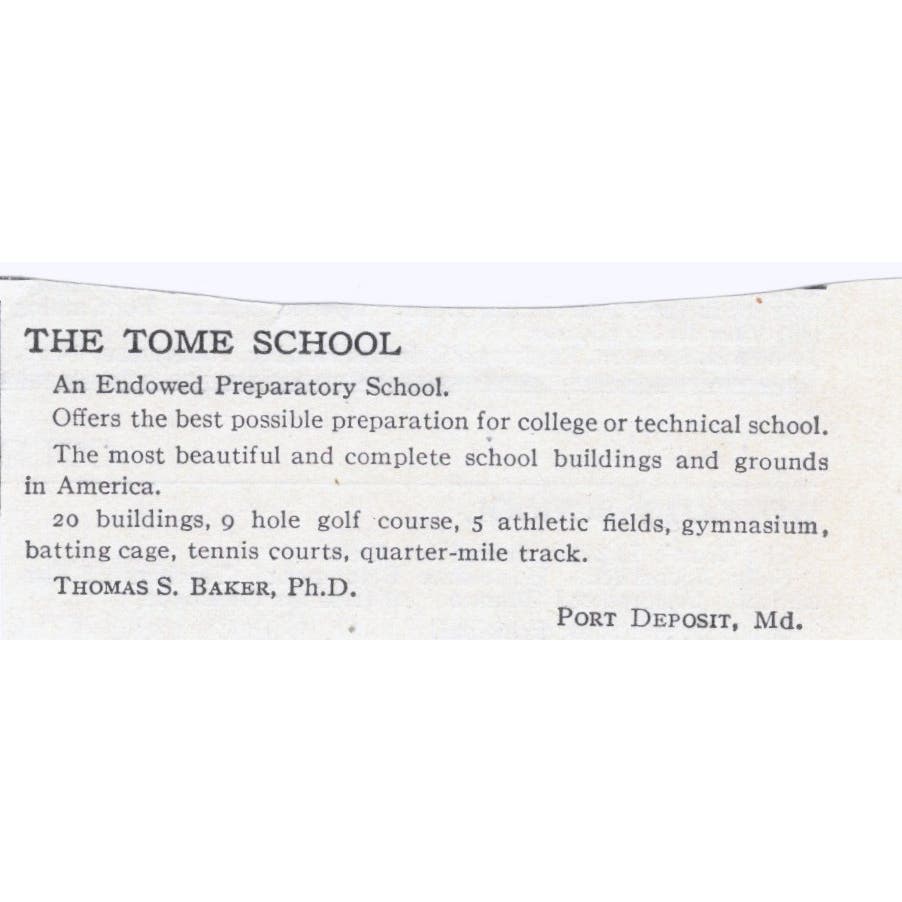 THE TOME SCHOOL
An Endowed Preparatory School.
Offers the best possible preparation for college or technical school.
The most beautiful and complete school buildings and grounds
in America.
20 buildings, 9 hole golf course, 5 athletic fields, gymnasium,
batting cage, tennis courts, quarter-mile track.
THOMAS S. BAKER, Ph.D.
PORT DEPOSIT, Md.